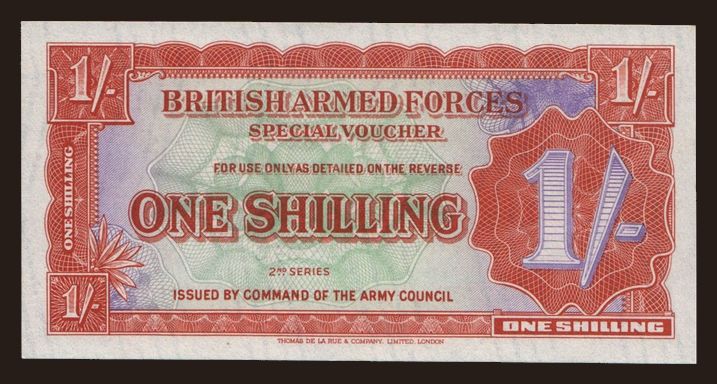 1/- 1/-
BRITISH ARMED FORCES
SPECIAL VOUCHER
FOR USE ONLY AS DETAILED ON THE REVERSE
ONE SHILLING
ONE SHILLING
1/-
2ND SERIES
ISSUED BY COMMAND OF THE ARMY COUNCIL
1/-
ONE SHILLING
THOMAS DE LA RUE & COMPANY, LIMITED, LONDON